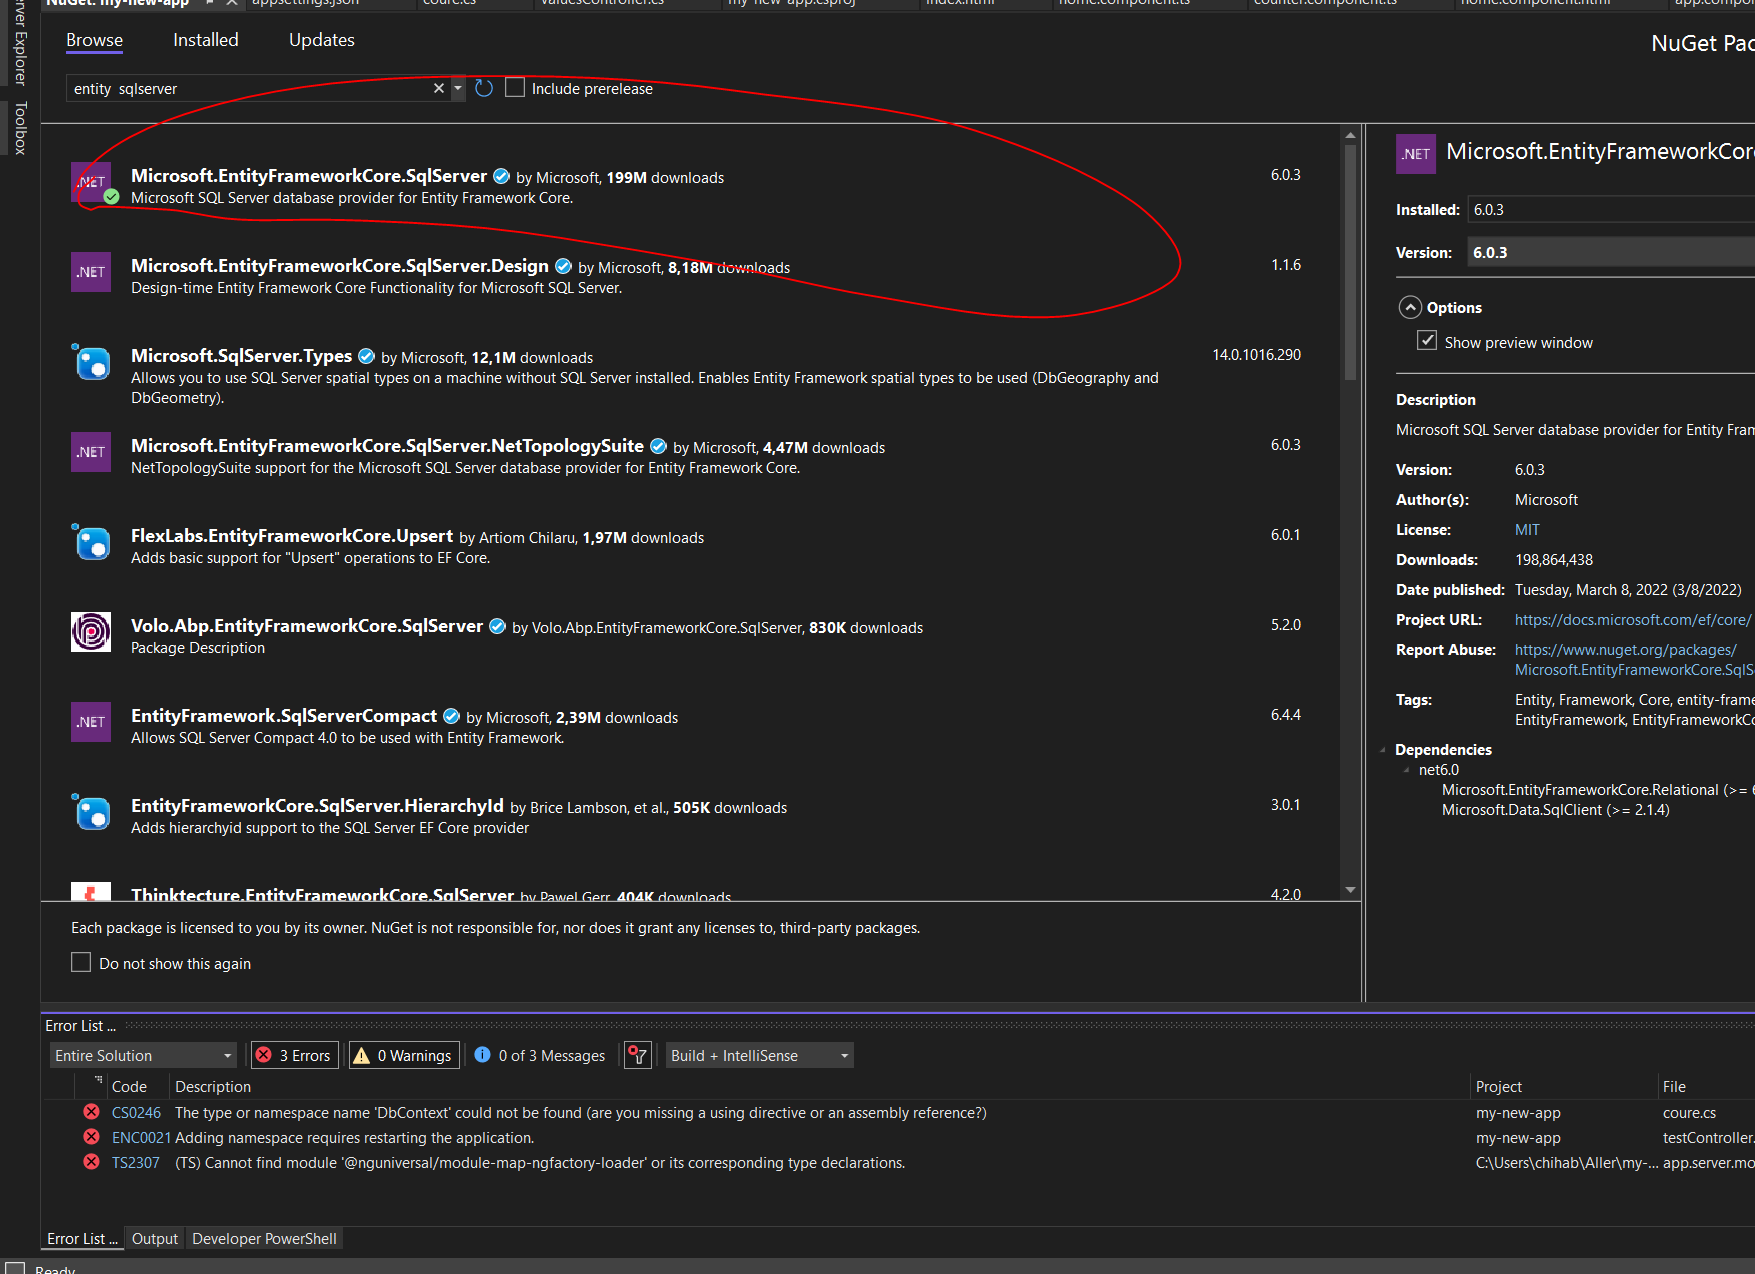 NuGet: my-new-app
appsettings.json
coure.cs
ValuesController.cs
my-new-app.csproj
index.html
home.component.ts
counter.component.ts
home.component.html
Server Explorer
Toolbox
Browse Installed Updates
NuGet Pac
entity sqlserver
Include prerelease
.NET
Microsoft.EntityFrameworkCore.SqlServer by Microsoft, 199M downloads 6.0.3
Microsoft SQL Server database provider for Entity Framework Core.
.NET
Microsoft.EntityFrameworkCore.SqlServer.Design by Microsoft, 8,18M downloads 1.1.6
Design-time Entity Framework Core Functionality for Microsoft SQL Server.
Microsoft.SqlServer.Types by Microsoft, 12,1M downloads 14.0.1016.290
Allows you to use SQL Server spatial types on a machine without SQL Server installed. Enables Entity Framework spatial types to be used (DbGeography and
DbGeometry).
.NET
Microsoft.EntityFrameworkCore.SqlServer.NetTopologySuite by Microsoft, 4,47M downloads 6.0.3
NetTopologySuite support for the Microsoft SQL Server database provider for Entity Framework Core.
FlexLabs.EntityFrameworkCore.Upsert by Artiom Chilaru, 1,97M downloads 6.0.1
Adds basic support for "Upsert" operations to EF Core.
Volo.Abp.EntityFrameworkCore.SqlServer by Volo.Abp.EntityFrameworkCore.SqlServer, 830K downloads 5.2.0
Package Description
.NET
EntityFramework.SqlServerCompact by Microsoft, 2,39M downloads 6.4.4
Allows SQL Server Compact 4.0 to be used with Entity Framework.
EntityFrameworkCore.SqlServer.HierarchyId by Brice Lambson, et al., 505K downloads 3.0.1
Adds hierarchyid support to the SQL Server EF Core provider
Thinktecture.EntityFrameworkCore.SqlServer by Pawel Gerr, 404K downloads 4.2.0
Each package is licensed to you by its owner. NuGet is not responsible for, nor does it grant any licenses to, third-party packages.
Do not show this again
.NET
Microsoft.EntityFrameworkCor
Installed: 6.0.3
Version: 6.0.3
Options
Show preview window
Description
Microsoft SQL Server database provider for Entity Fram
Version: 6.0.3
Author(s): Microsoft
License: MIT
Downloads: 198,864,438
Date published: Tuesday, March 8, 2022 (3/8/2022)
Project URL: https://docs.microsoft.com/ef/core/
Report Abuse: https://www.nuget.org/packages/
Microsoft.EntityFrameworkCore.SqlS
Tags: Entity, Framework, Core, entity-frame
EntityFramework, EntityFrameworkCo
Dependencies
net6.0
Microsoft.EntityFrameworkCore.Relational (>= 6
Microsoft.Data.SqlClient (>= 2.1.4)
Error List ...
Entire Solution 3 Errors 0 Warnings 0 of 3 Messages Build + IntelliSense
Code Description Project File
CS0246 The type or namespace name 'DbContext' could not be found (are you missing a using directive or an assembly reference?) my-new-app coure.cs
ENC0021 Adding namespace requires restarting the application. my-new-app testController.
TS2307 (TS) Cannot find module '@nguniversal/module-map-ngfactory-loader' or its corresponding type declarations. C:\Users\chihab\Aller\my-... app.server.mo
Error List ... Output Developer PowerShell
Ready